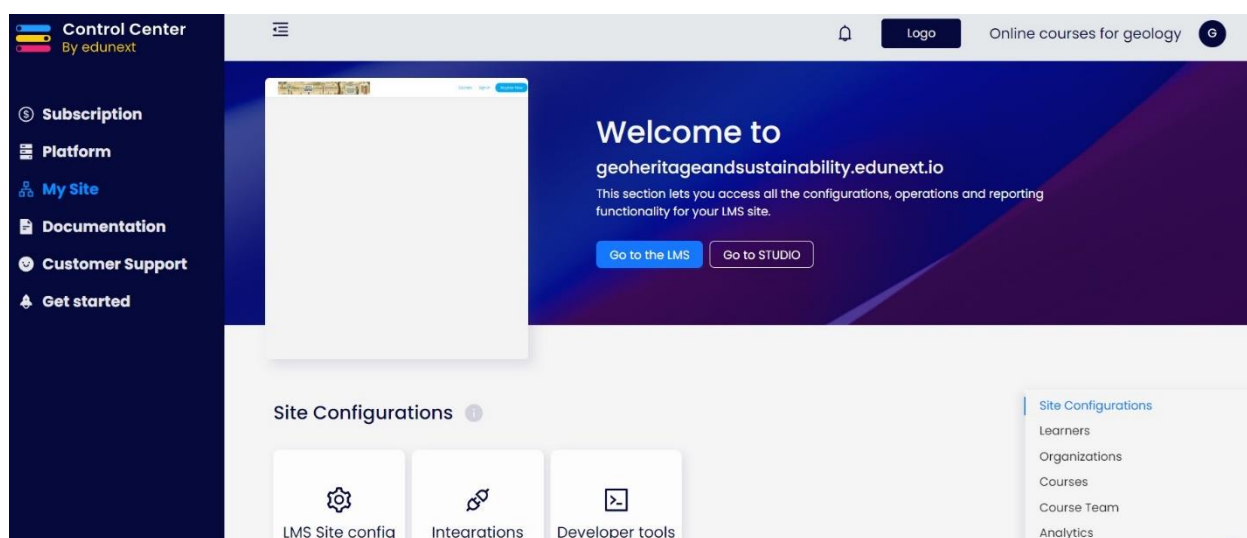 Control Center
By edunext
Logo
Online courses for geology
G
Subscription
Platform
My Site
Documentation
Customer Support
Get started
Welcome to
geoheritageandsustainability.edunext.io
This section lets you access all the configurations, operations and reporting
functionality for your LMS site.
Go to the LMS
Go to STUDIO
Site Configurations
LMS Site config
Integrations
Developer tools
Site Configurations
Learners
Organizations
Courses
Course Team
Analytics